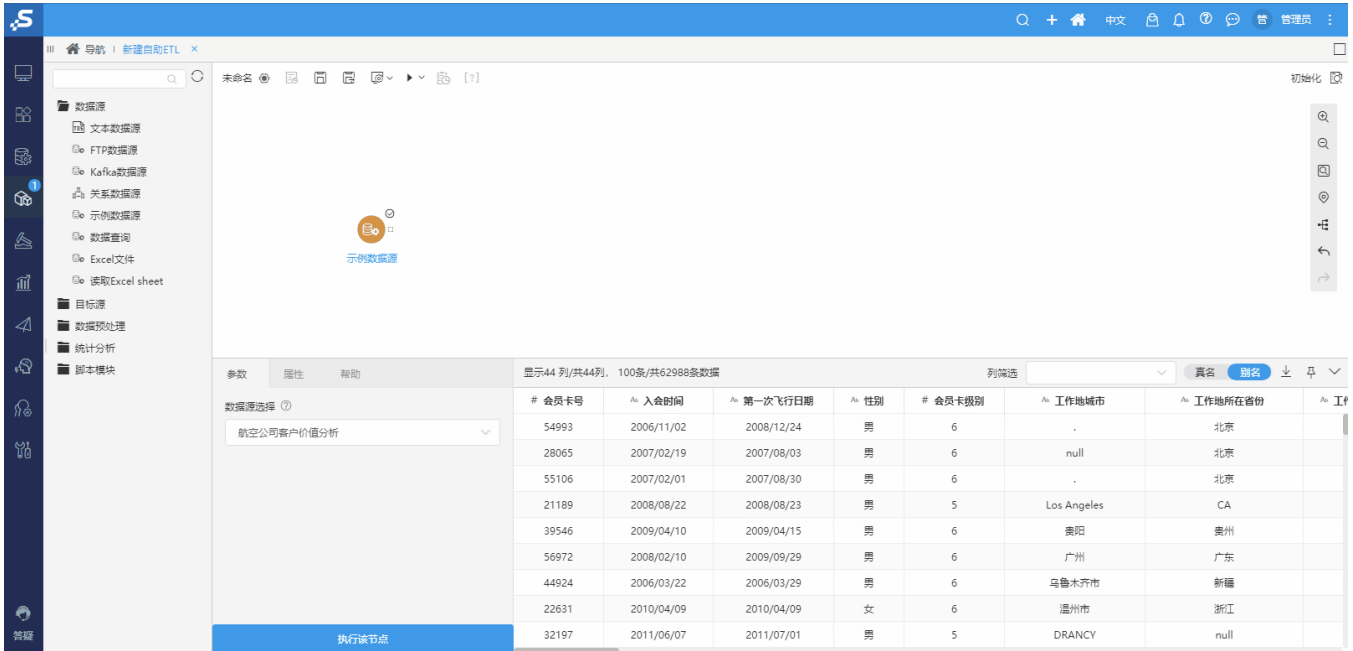 中文 管 管理员
导航 新建自助ETL ×
未命名 [?] 初始化
数据源
文本数据源
FTP数据源
Kafka数据源
关系数据源
示例数据源
数据查询
Excel文件
读取Excel sheet
目标源
数据预处理
统计分析
脚本模块
1
答疑
示例数据源
参数 属性 帮助
数据源选择
航空公司客户价值分析
执行该节点
显示44 列/共44列, 100条/共62988条数据 列筛选 真名 别名
# 会员卡号 入会时间 第一次飞行日期 性别 # 会员卡级别 工作地城市 工作地所在省份
54993 2006/11/02 2008/12/24 男 6 . 北京
28065 2007/02/19 2007/08/03 男 6 null 北京
55106 2007/02/01 2007/08/30 男 6 . 北京
21189 2008/08/22 2008/08/23 男 5 Los Angeles CA
39546 2009/04/10 2009/04/15 男 6 贵阳 贵州
56972 2008/02/10 2009/09/29 男 6 广州 广东
44924 2006/03/22 2006/03/29 男 6 乌鲁木齐市 新疆
22631 2010/04/09 2010/04/09 女 6 温州市 浙江
32197 2011/06/07 2011/07/01 男 5 DRANCY null